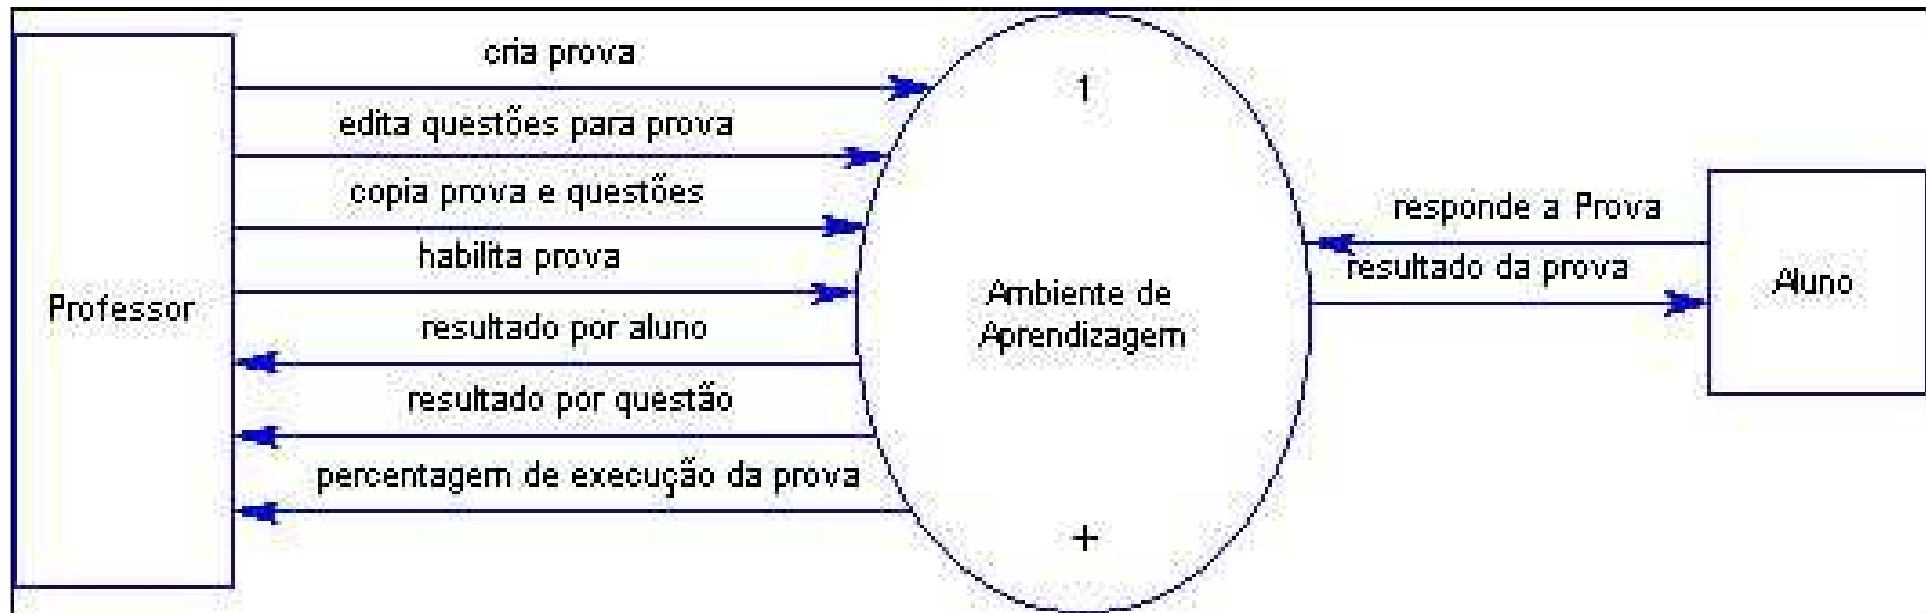 cria prova
1
edita questões para prova
copia prova e questões
responde a Prova
habilita prova
resultado da prova
Professor
Ambiente de
Aprendizagem
Aluno
resultado por aluno
resultado por questão
percentagem de execução da prova
+